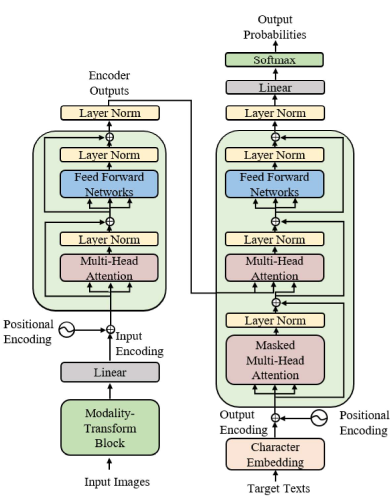 Output
Probabilities
Softmax
Linear
Encoder
Outputs
Layer Norm
Layer Norm
Layer Norm
Layer Norm
Feed Forward
Networks
Feed Forward
Networks
Layer Norm
Layer Norm
Multi-Head
Attention
Multi-Head
Attention
Layer Norm
Positional
Encoding
Input
Encoding
Masked
Multi-Head
Attention
Linear
Output
Encoding
Positional
Encoding
Modality-
Transform
Block
Character
Embedding
Input Images
Target Texts